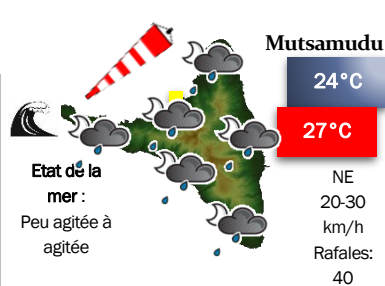 Mutsamudu
24°C
27°C
Etat de la
mer :
Peu agitée à
agitée
NE
20-30
km/h
Rafales:
40